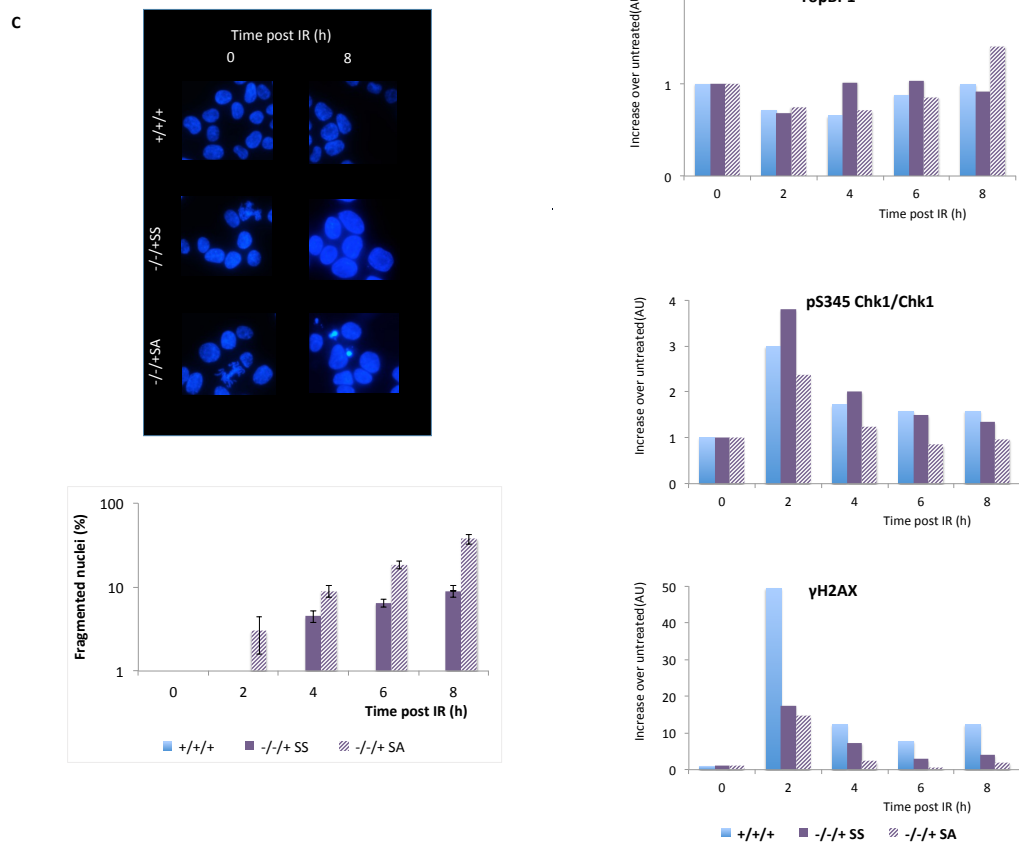 C
Time post IR (h)
0 8
+/+/+
-/-/+SS
-/-/+SA
100
10
1
Fragmented nuclei (%)
0 2 4 6 8
Time post IR (h)
+/+/+ -/-/+ SS -/-/+ SA
Increase over untreated(AU
1
0
0 2 4 6 8
Time post IR (h)
pS345 Chk1/Chk1
Increase over untreated(AU)
4
3
2
1
0
0 2 4 6 8
Time post IR (h)
γH2AX
Increase over untreated(AU)
50
40
30
20
10
0
0 2 4 6 8
Time post IR (h)
+/+/+ -/-/+ SS -/-/+ SA